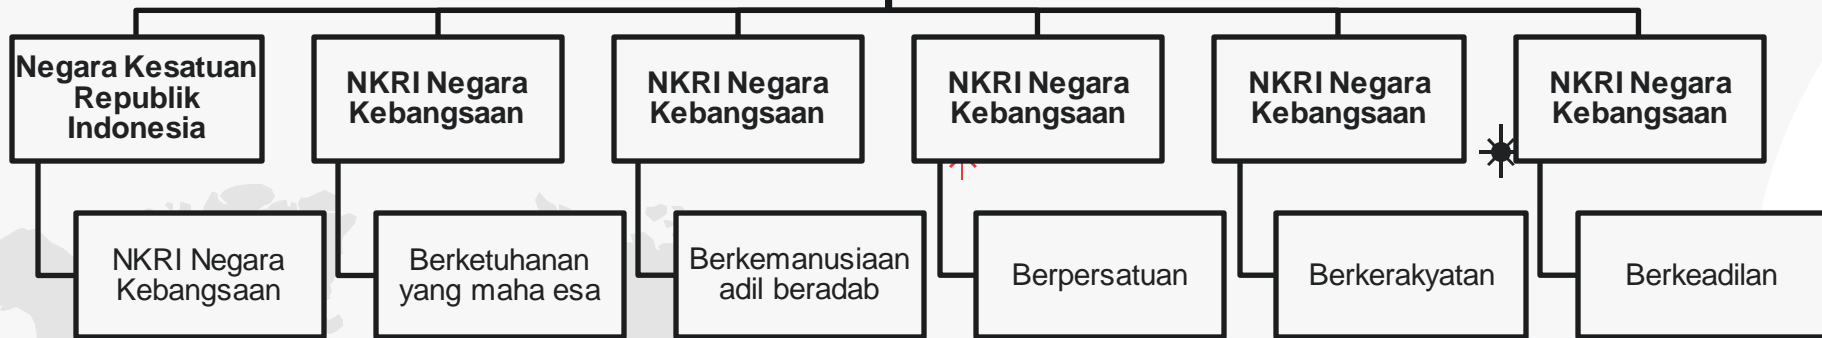 Negara Kesatuan
Republik
Indonesia
NKRI Negara
Kebangsaan
NKRI Negara
Kebangsaan
NKRI Negara
Kebangsaan
NKRI Negara
Kebangsaan
NKRI Negara
Kebangsaan
NKRI Negara
Kebangsaan
Berketuhanan
yang maha esa
Berkemanusiaan
adil beradab
Berpersatuan
Berkerakyatan
Berkeadilan